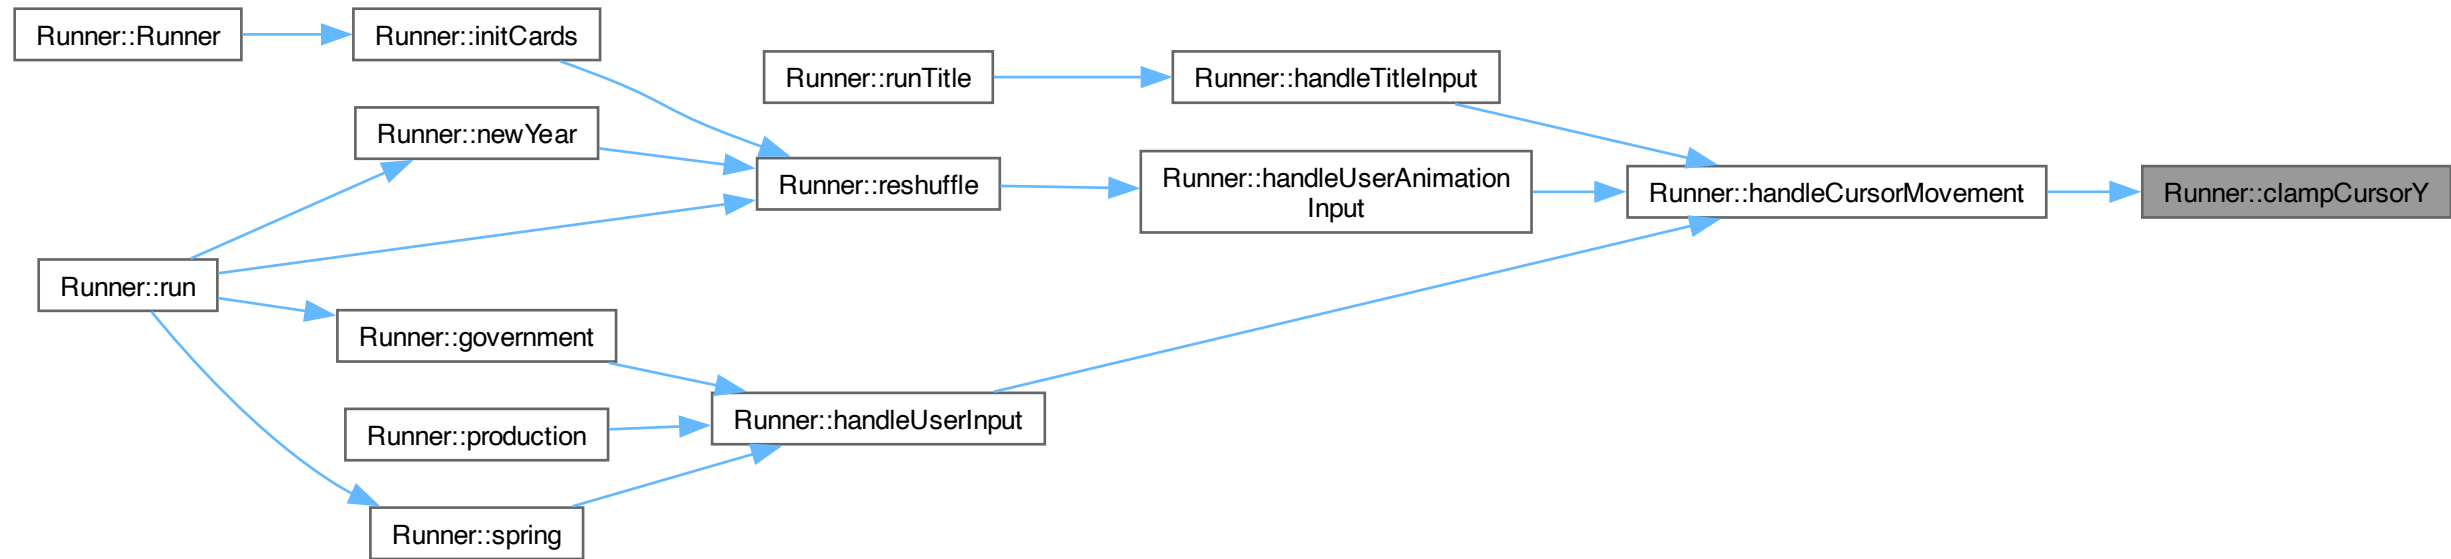 Runner::Runner
Runner::initCards
Runner::runTitle
Runner::handleTitleInput
Runner::newYear
Runner::reshuffle
Runner::handleUserAnimation
Input
Runner::handleCursorMovement
Runner::clampCursorY
Runner::run
Runner::government
Runner::handleUserInput
Runner::production
Runner::spring